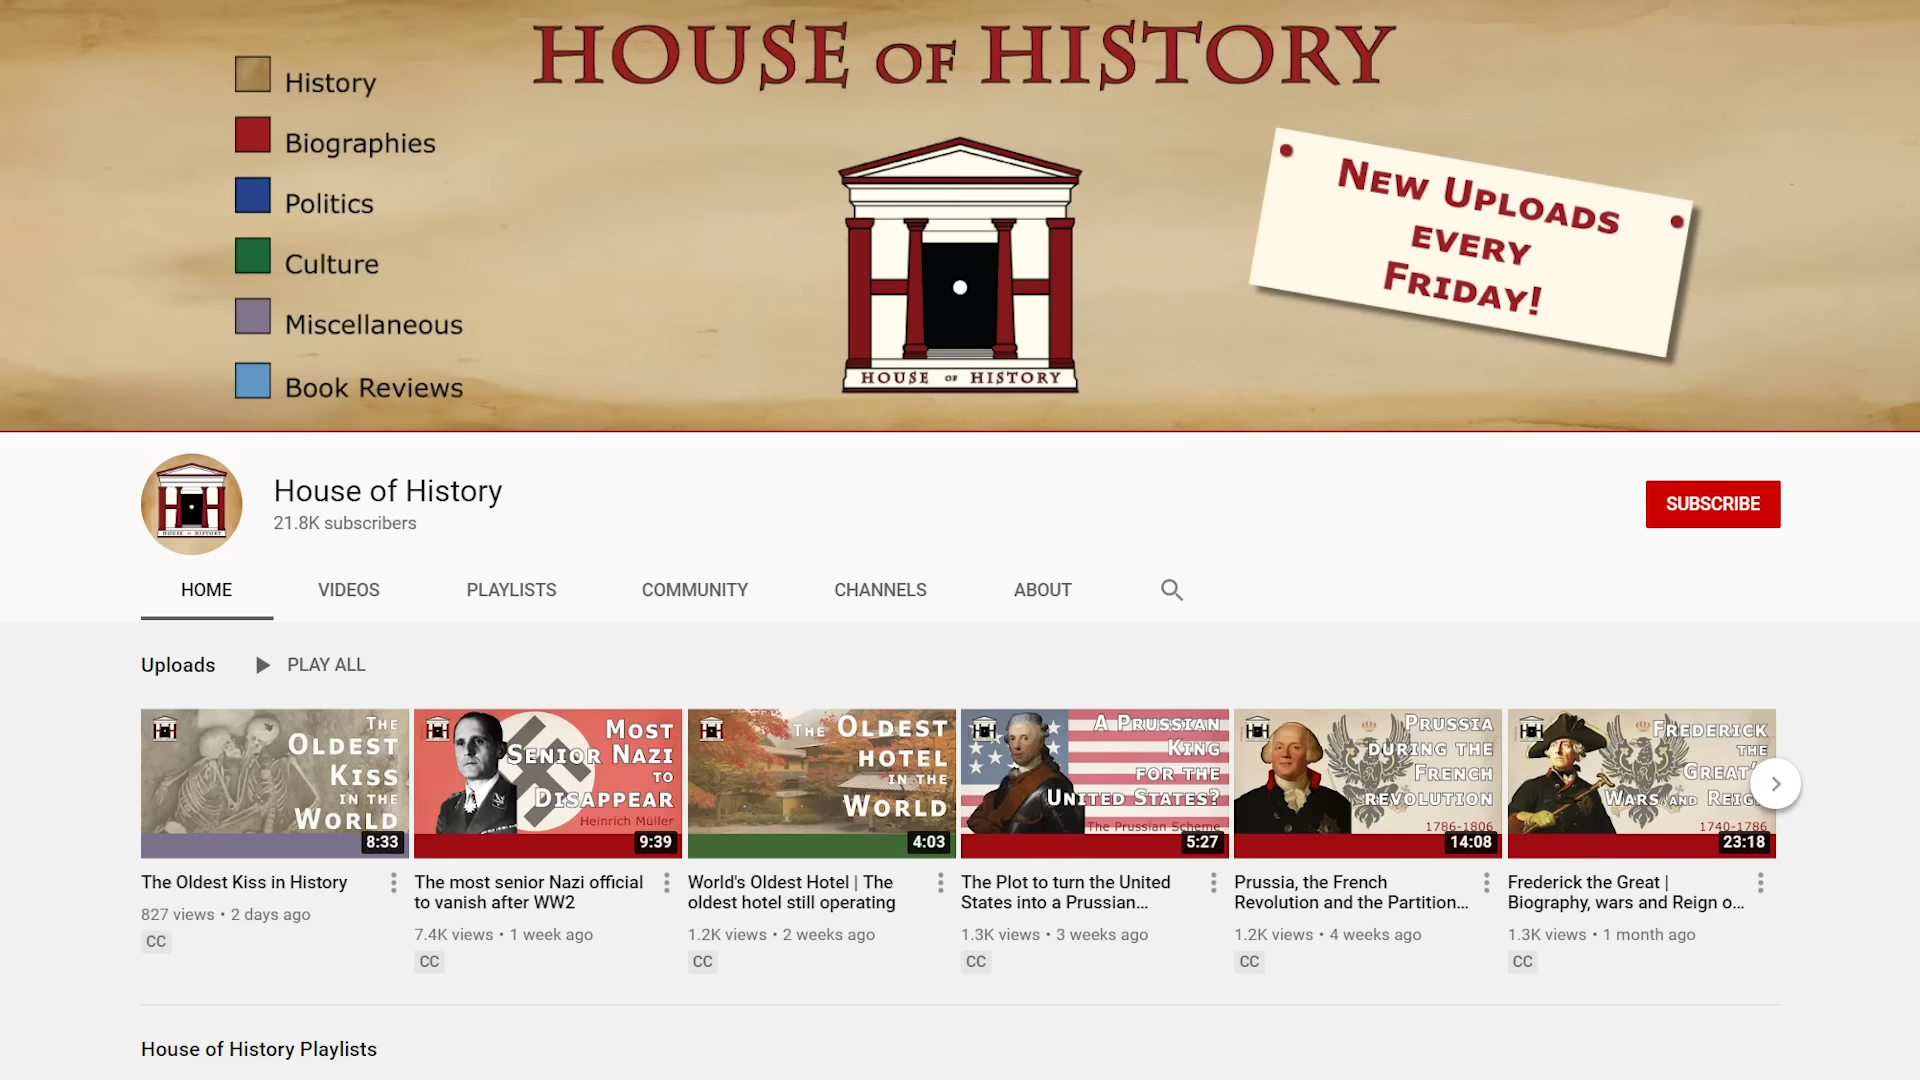 HOUSE OF HISTORY
History
Biographies
Politics
Culture
Miscellaneous
Book Reviews
HOUSE OF HISTORY
NEW UPLOADS
EVERY
FRIDAY!
HOUSE OF HISTORY
House of History
21.8K subscribers
SUBSCRIBE
HOME VIDEOS PLAYLISTS COMMUNITY CHANNELS ABOUT
Uploads PLAY ALL
THE
OLDEST
KISS
IN THE
WORLD
8:33
The Oldest Kiss in History
827 views • 2 days ago
CC
MOST
SENIOR NAZI
TO
DISAPPEAR
Heinrich Müller
9:39
The most senior Nazi official
to vanish after WW2
7.4K views • 1 week ago
CC
THE OLDEST
HOTEL
IN THE
WORLD
4:03
World's Oldest Hotel | The
oldest hotel still operating
1.2K views • 2 weeks ago
CC
A PRUSSIAN
KING
FOR THE
UNITED STATES?
The Prussian Scheme
5:27
The Plot to turn the United
States into a Prussian...
1.3K views • 3 weeks ago
CC
PRUSSIA
DURING THE
FRENCH
REVOLUTION
1786-1806
14:08
Prussia, the French
Revolution and the Partition...
1.2K views • 4 weeks ago
CC
FREDERICK
THE
GREAT'
WARS AND REIG
1740-1786
23:18
Frederick the Great |
Biography, wars and Reign o...
1.3K views • 1 month ago
CC
House of History Playlists